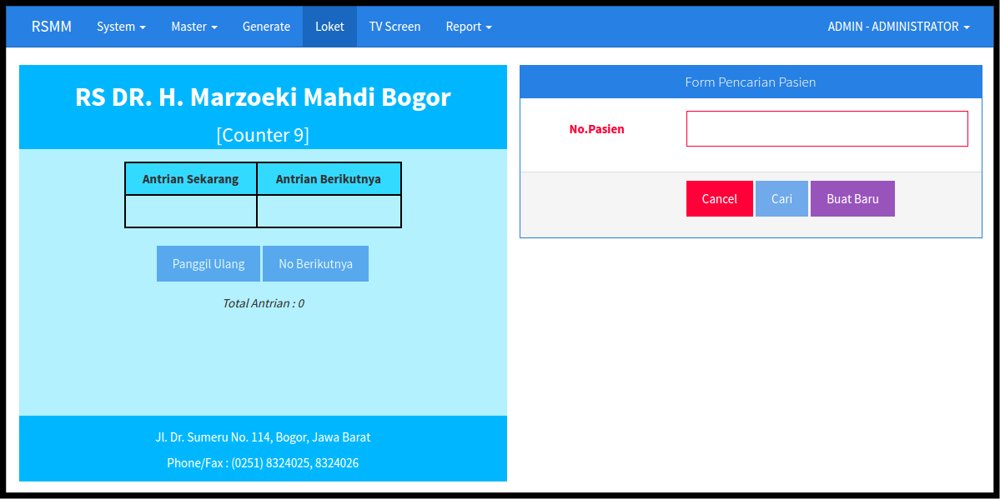 RSMM System Master Generate Loket TV Screen Report ADMIN - ADMINISTRATOR
RS DR. H. Marzoeki Mahdi Bogor
[Counter 9]
Antrian Sekarang Antrian Berikutnya
Panggil Ulang No Berikutnya
Total Antrian : 0
Jl. Dr. Sumeru No. 114, Bogor, Jawa Barat
Phone/Fax : (0251) 8324025, 8324026
Form Pencarian Pasien
No.Pasien
Cancel Cari Buat Baru